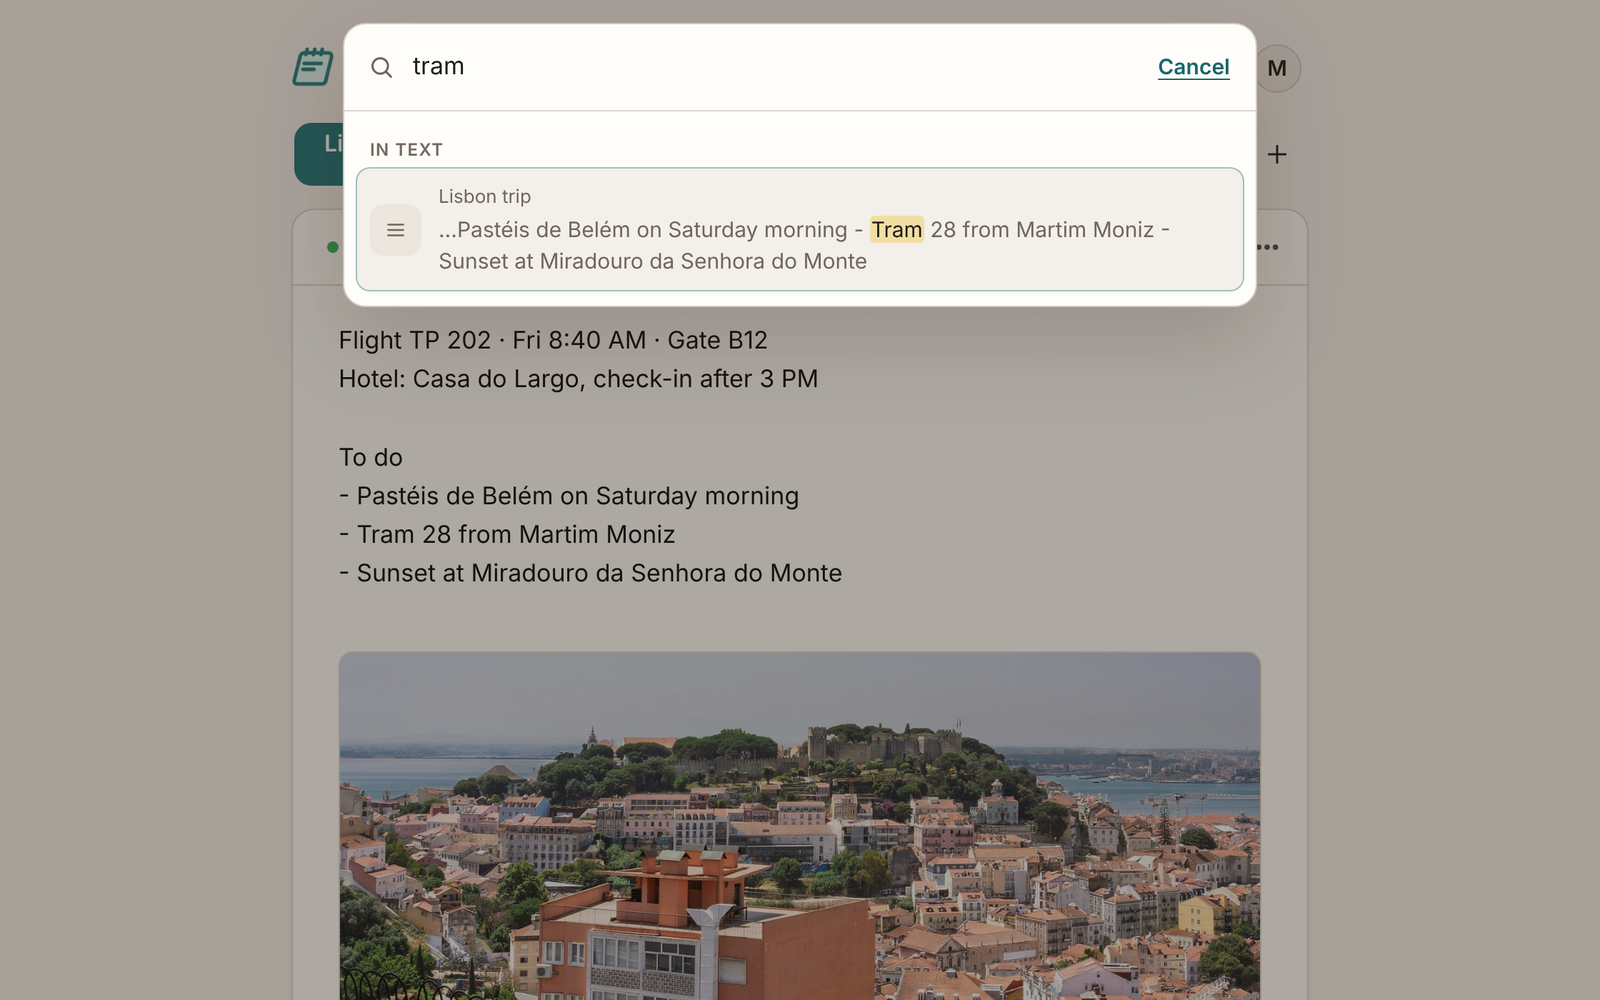 tram
Cancel
M
Li
IN TEXT
Lisbon trip
...Pastéis de Belém on Saturday morning - Tram 28 from Martim Moniz -
Sunset at Miradouro da Senhora do Monte
Flight TP 202 · Fri 8:40 AM · Gate B12
Hotel: Casa do Largo, check-in after 3 PM
To do
- Pastéis de Belém on Saturday morning
- Tram 28 from Martim Moniz
- Sunset at Miradouro da Senhora do Monte